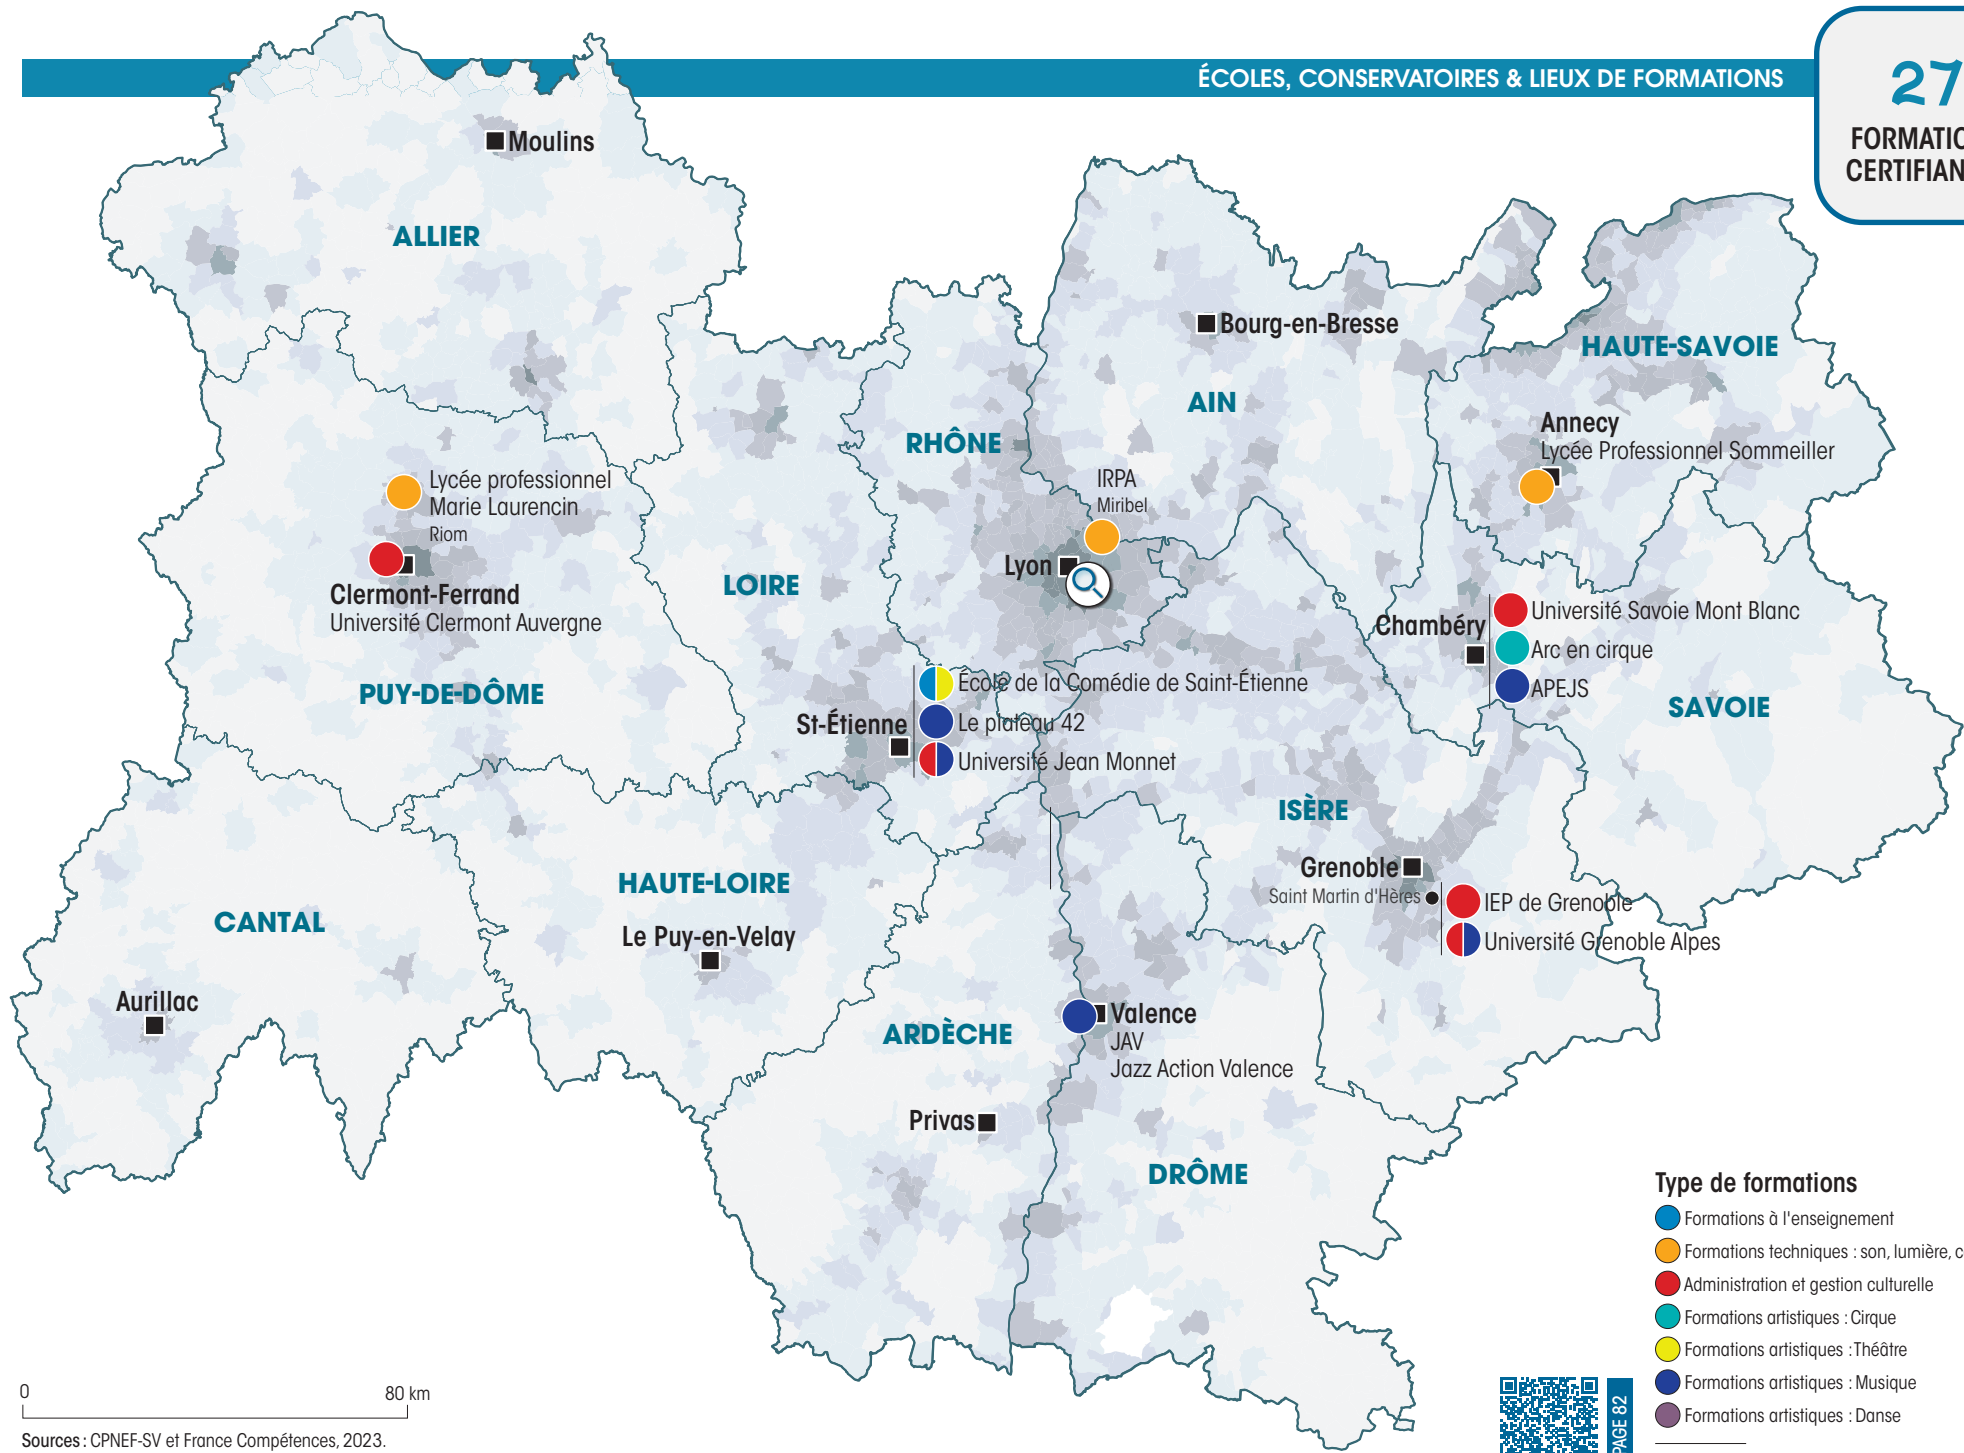 ÉCOLES, CONSERVATOIRES & LIEUX DE FORMATIONS
27
FORMATIO
CERTIFIAN
Moulins
ALLIER
Bourg-en-Bresse
HAUTE-SAVOIE
AIN
Annecy
Lycée Professionnel Sommeiller
RHÔNE
IRPA
Miribel
Lycée professionnel
Marie Laurencin
Riom
Lyon
LOIRE
Clermont-Ferrand
Université Clermont Auvergne
Chambéry
Université Savoie Mont Blanc
Arc en cirque
APEJS
PUY-DE-DÔME
École de la Comédie de Saint-Étienne
St-Étienne
Le plateau 42
Université Jean Monnet
SAVOIE
ISÈRE
Grenoble
Saint Martin d'Hères
IEP de Grenoble
Université Grenoble Alpes
HAUTE-LOIRE
CANTAL
Le Puy-en-Velay
Aurillac
ARDÈCHE
Valence
JAV
Jazz Action Valence
Privas
DRÔME
Type de formations
Formations à l'enseignement
Formations techniques : son, lumière, c
Administration et gestion culturelle
Formations artistiques : Cirque
Formations artistiques : Théâtre
Formations artistiques : Musique
Formations artistiques : Danse
PAGE 82
0 80 km
Sources : CPNEF-SV et France Compétences, 2023.